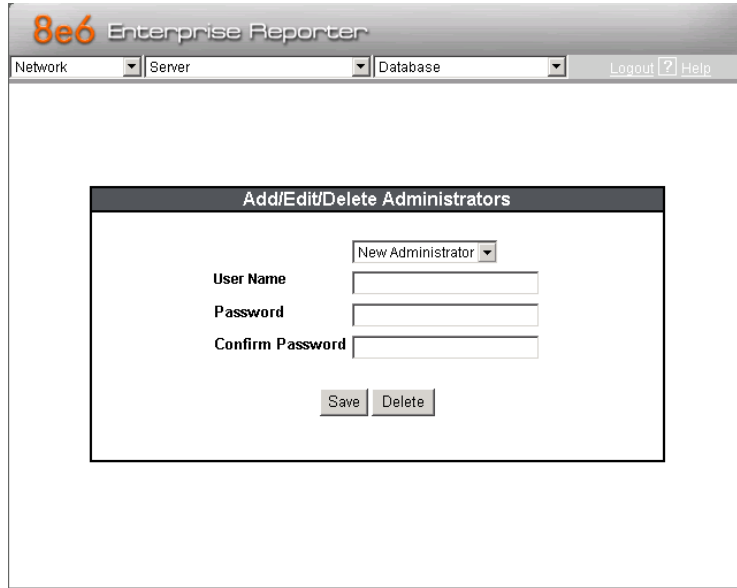 8e6 Enterprise Reporter
Network Server Database Logout ? Help
Add/Edit/Delete Administrators
New Administrator
User Name
Password
Confirm Password
Save Delete